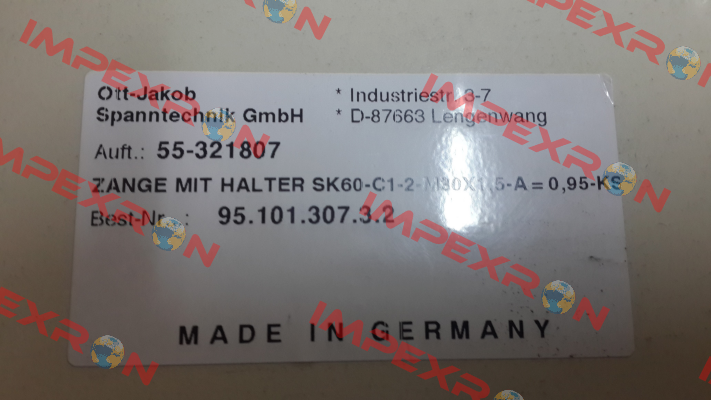 Ott-Jakob * Industriestr. 3-7
Spanntechnik GmbH * D-87663 Lengenwang
Auft.: 55-321807
ZANGE MIT HALTER SK60-C1-2-M30X1,5-A=0,95-KS
Best-Nr. : 95.101.307.3.2
MADE IN GERMANY
IMPEXRON
IMPEXRON
IMPEXRON
IMPEXRON
IMPEXRON
IMPEXRON